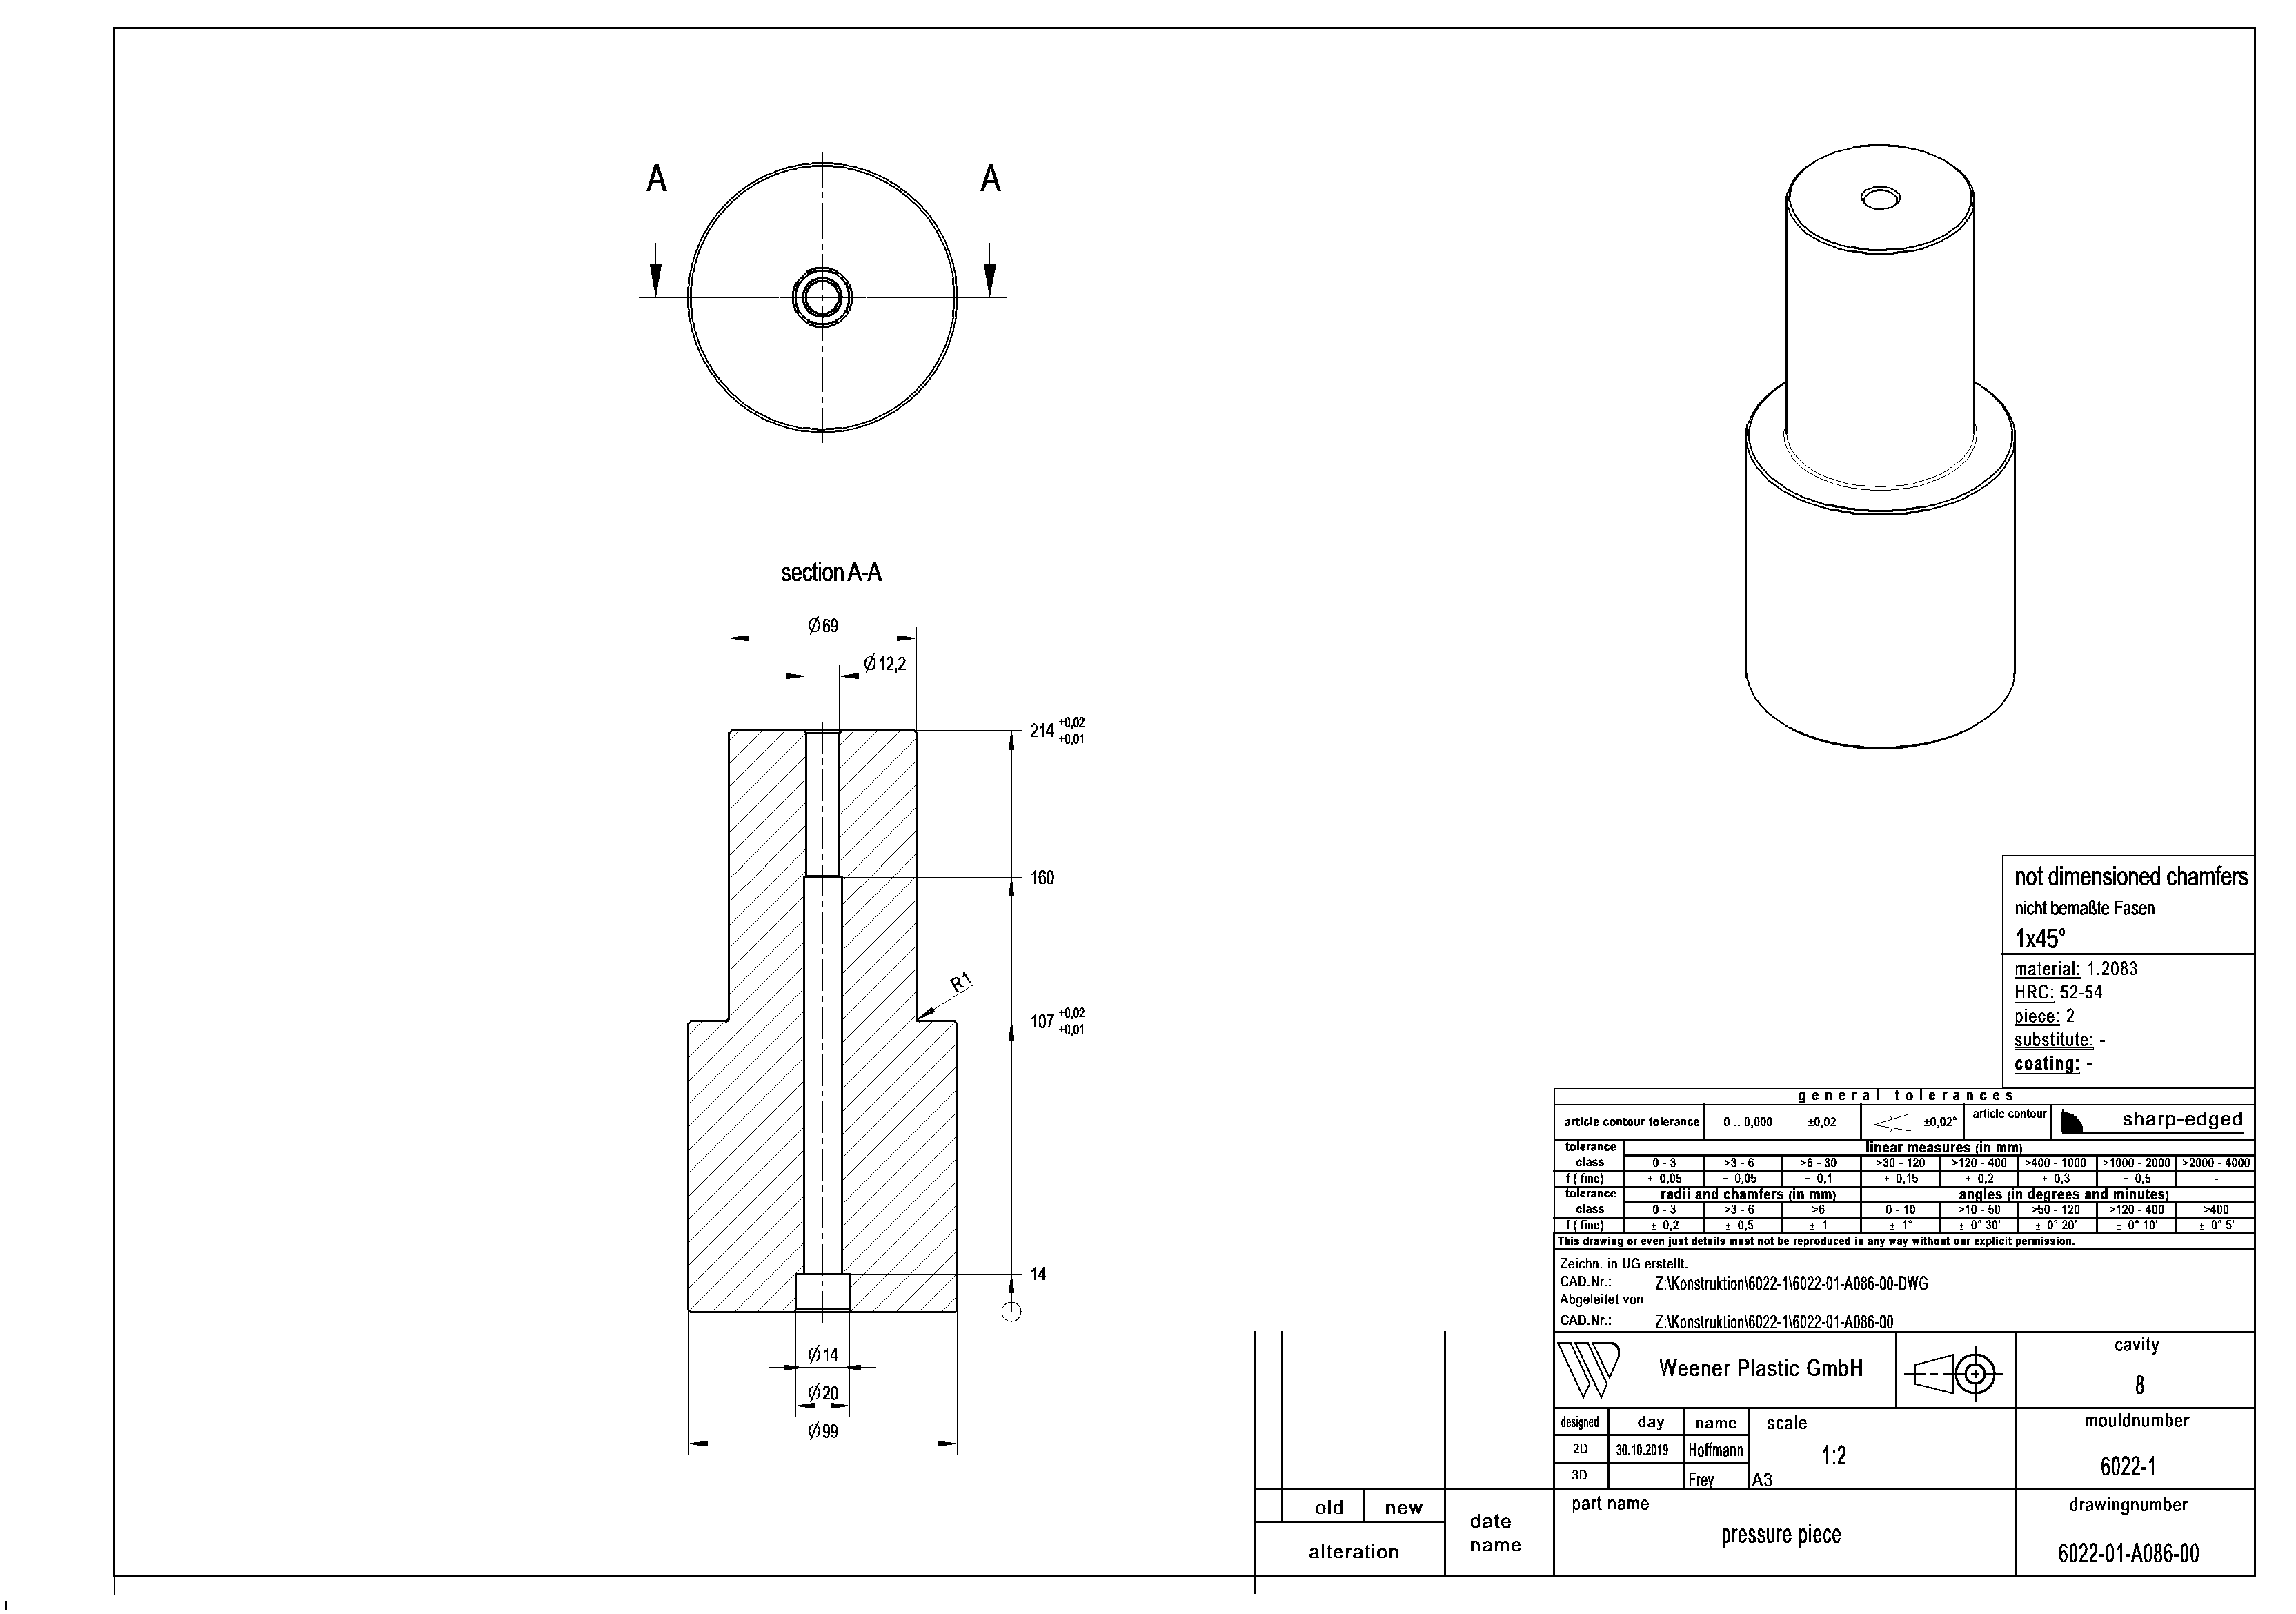 A A
section A-A
Ø69
Ø12,2
214 +0,02 +0,01
160
R1
107 +0,02 +0,01
14
Ø14
Ø20
Ø99
not dimensioned chamfers
nicht bemaßte Fasen
1x45°
material: 1.2083
HRC: 52-54
piece: 2
substitute: -
coating: -
general tolerances
article contour tolerance 0 .. 0,000 ±0,02 ±0,02° article contour sharp-edged
tolerance linear measures (in mm)
class 0 - 3 >3 - 6 >6 - 30 >30 - 120 >120 - 400 >400 - 1000 >1000 - 2000 >2000 - 4000
f ( fine) ± 0,05 ± 0,05 ± 0,1 ± 0,15 ± 0,2 ± 0,3 ± 0,5 -
tolerance radii and chamfers (in mm) angles (in degrees and minutes)
class 0 - 3 >3 - 6 >6 0 - 10 >10 - 50 >50 - 120 >120 - 400 >400
f ( fine) ± 0,2 ± 0,5 ± 1 ± 1° ± 0° 30' ± 0° 20' ± 0° 10' ± 0° 5'
This drawing or even just details must not be reproduced in any way without our explicit permission.
Zeichn. in UG erstellt.
CAD.Nr.: Z:\Konstruktion\6022-1\6022-01-A086-00-DWG
Abgeleitet von
CAD.Nr.: Z:\Konstruktion\6022-1\6022-01-A086-00
Weener Plastic GmbH
cavity
8
designed day name scale
2D 30.10.2019 Hoffmann
1:2
3D Frey A3
mouldnumber
6022-1
old new
alteration
date
name
part name
pressure piece
drawingnumber
6022-01-A086-00